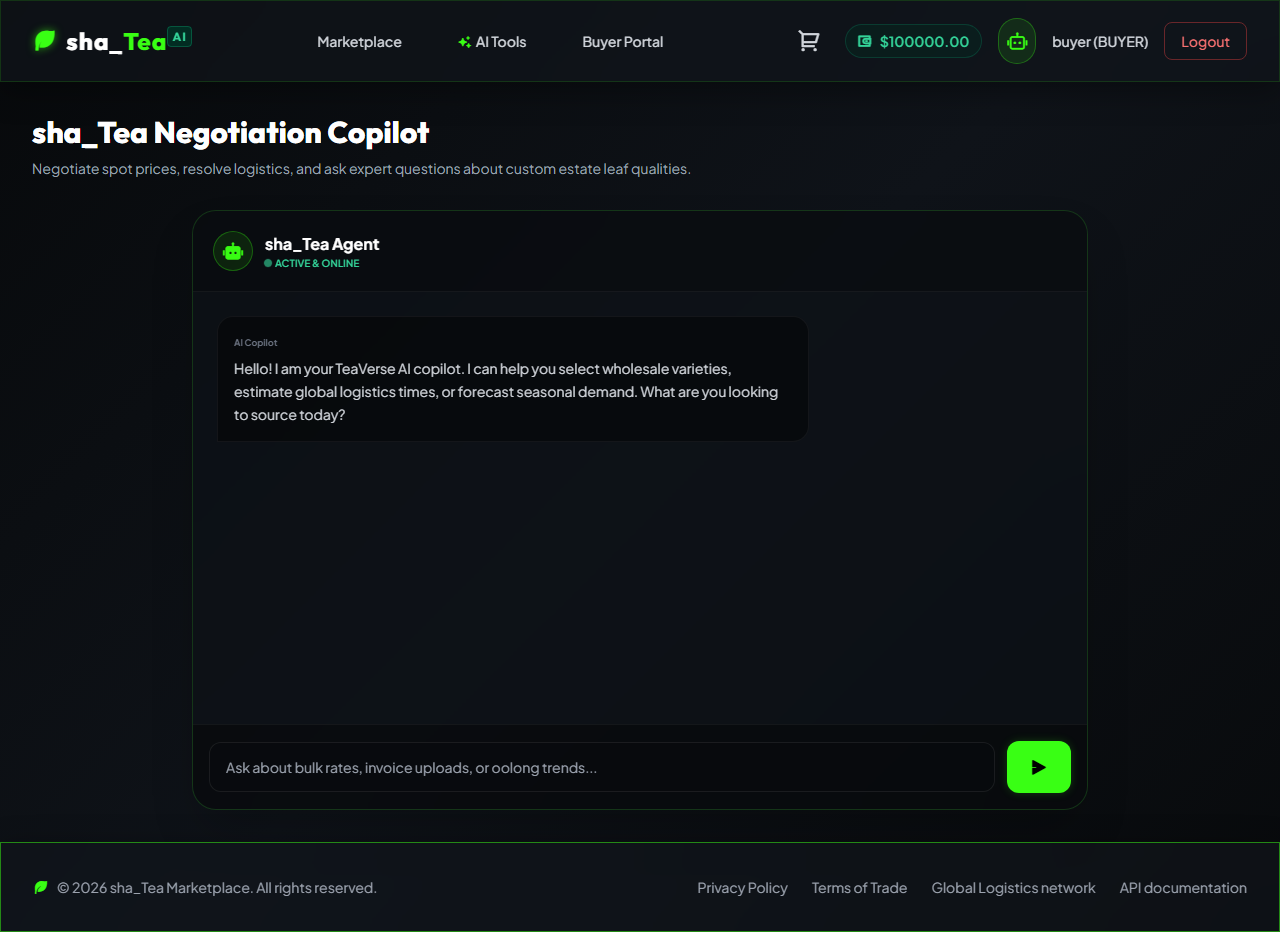 sha_Tea AI
Marketplace
AI Tools
Buyer Portal
$100000.00
buyer (BUYER)
Logout
sha_Tea Negotiation Copilot
Negotiate spot prices, resolve logistics, and ask expert questions about custom estate leaf qualities.
sha_Tea Agent
ACTIVE & ONLINE
AI Copilot
Hello! I am your TeaVerse AI copilot. I can help you select wholesale varieties,
estimate global logistics times, or forecast seasonal demand. What are you looking
to source today?
Ask about bulk rates, invoice uploads, or oolong trends...
© 2026 sha_Tea Marketplace. All rights reserved.
Privacy Policy
Terms of Trade
Global Logistics network
API documentation